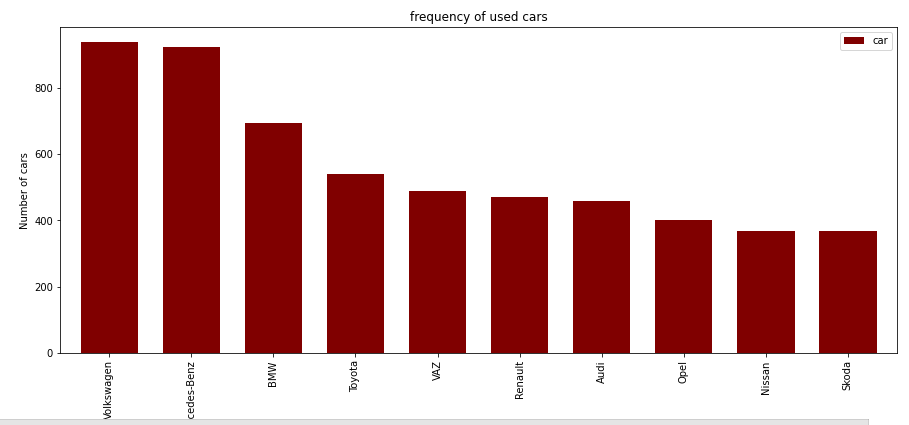 frequency of used cars
car
Number of cars
800
600
400
200
0
Volkswagen
cedes-Benz
BMW
Toyota
VAZ
Renault
Audi
Opel
Nissan
Skoda